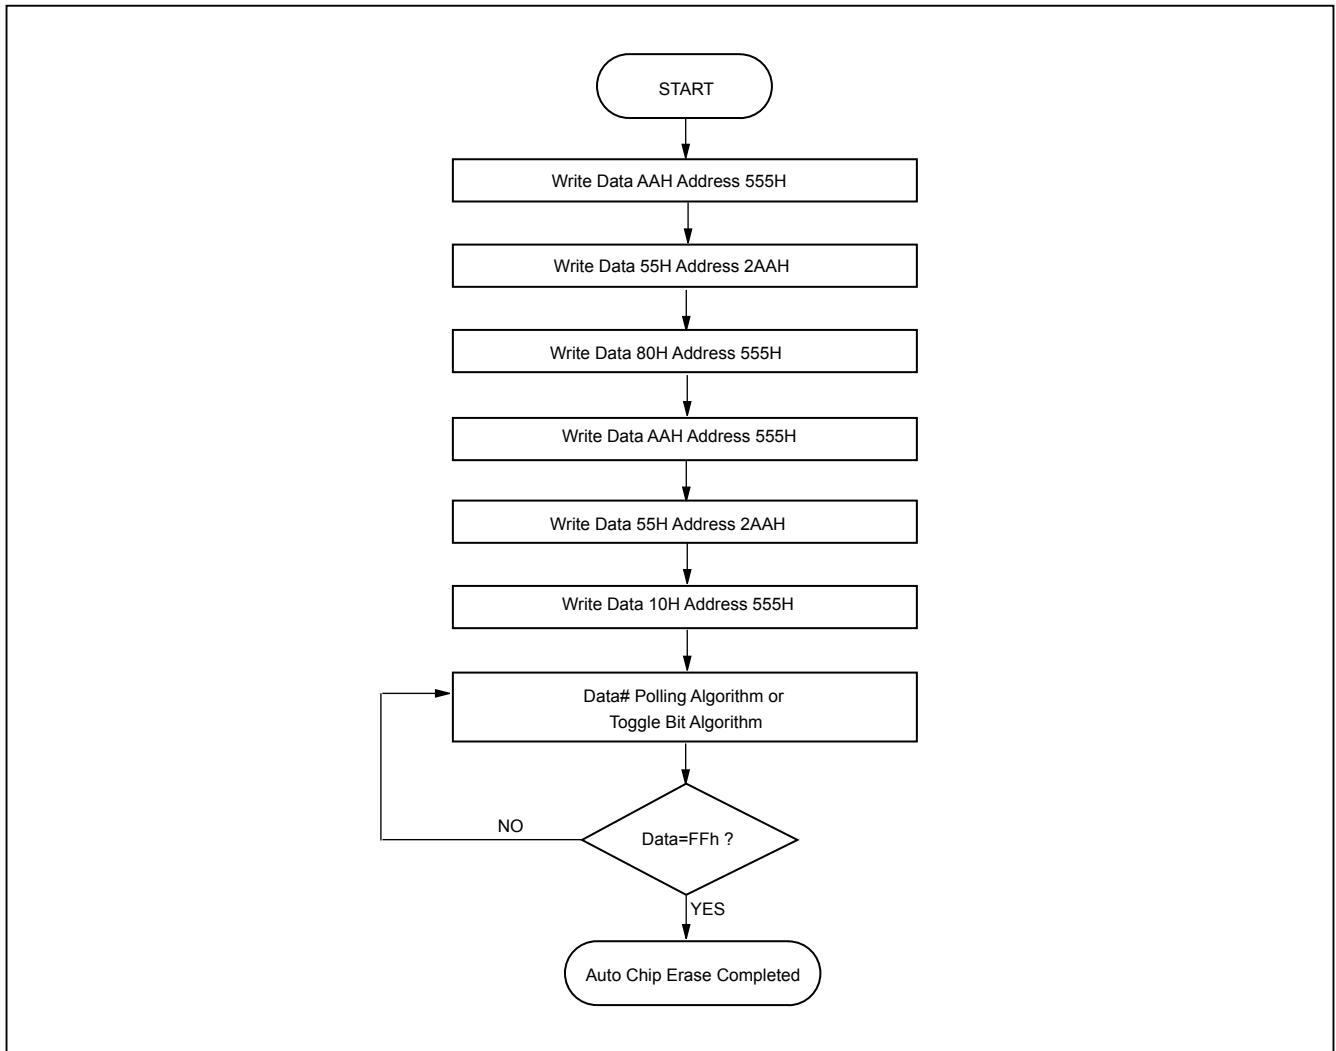 START
Write Data AAH Address 555H
Write Data 55H Address 2AAH
Write Data 80H Address 555H
Write Data AAH Address 555H
Write Data 55H Address 2AAH
Write Data 10H Address 555H
Data# Polling Algorithm or
Toggle Bit Algorithm
NO
Data=FFh ?
YES
Auto Chip Erase Completed